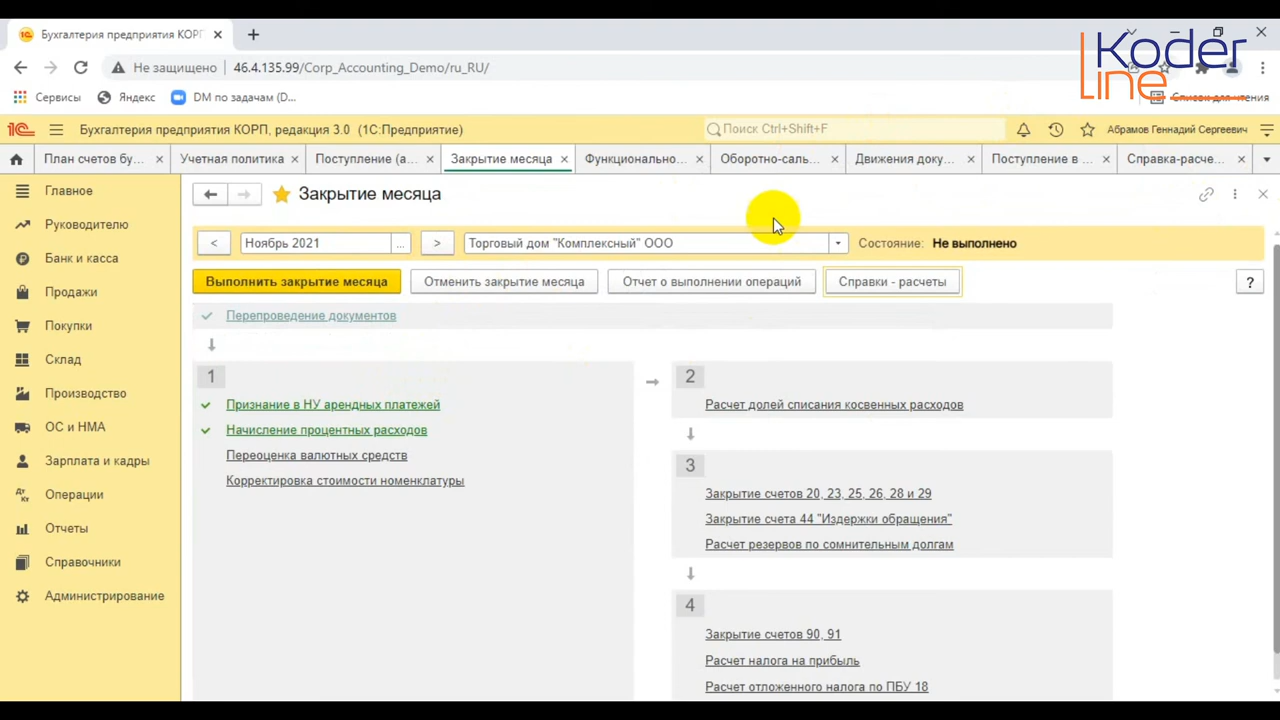 Бухгалтерия предприятия КОРП
Koder
line
Не защищено
46.4.135.99/Corp_Accounting_Demo/ru_RU/
Сервисы
Яндекс
DM по задачам (D...
Список для чтения
1С
Бухгалтерия предприятия КОРП, редакция 3.0 (1С:Предприятие)
Поиск Ctrl+Shift+F
Абрамов Геннадий Сергеевич
План счетов бу...
Учетная политика
Поступление (а...
Закрытие месяца
Функционально...
Оборотно-саль...
Движения доку...
Поступление в ...
Справка-расче...
Главное
Руководителю
Банк и касса
Продажи
Покупки
Склад
Производство
ОС и НМА
Зарплата и кадры
Операции
Отчеты
Справочники
Администрирование
Закрытие месяца
< Ноябрь 2021 ... > Торговый дом "Комплексный" ООО Состояние: Не выполнено
Выполнить закрытие месяца
Отменить закрытие месяца
Отчет о выполнении операций
Справки - расчеты
?
Перепроведение документов
1
Признание в НУ арендных платежей
Начисление процентных расходов
Переоценка валютных средств
Корректировка стоимости номенклатуры
2
Расчет долей списания косвенных расходов
3
Закрытие счетов 20, 23, 25, 26, 28 и 29
Закрытие счета 44 "Издержки обращения"
Расчет резервов по сомнительным долгам
4
Закрытие счетов 90, 91
Расчет налога на прибыль
Расчет отложенного налога по ПБУ 18